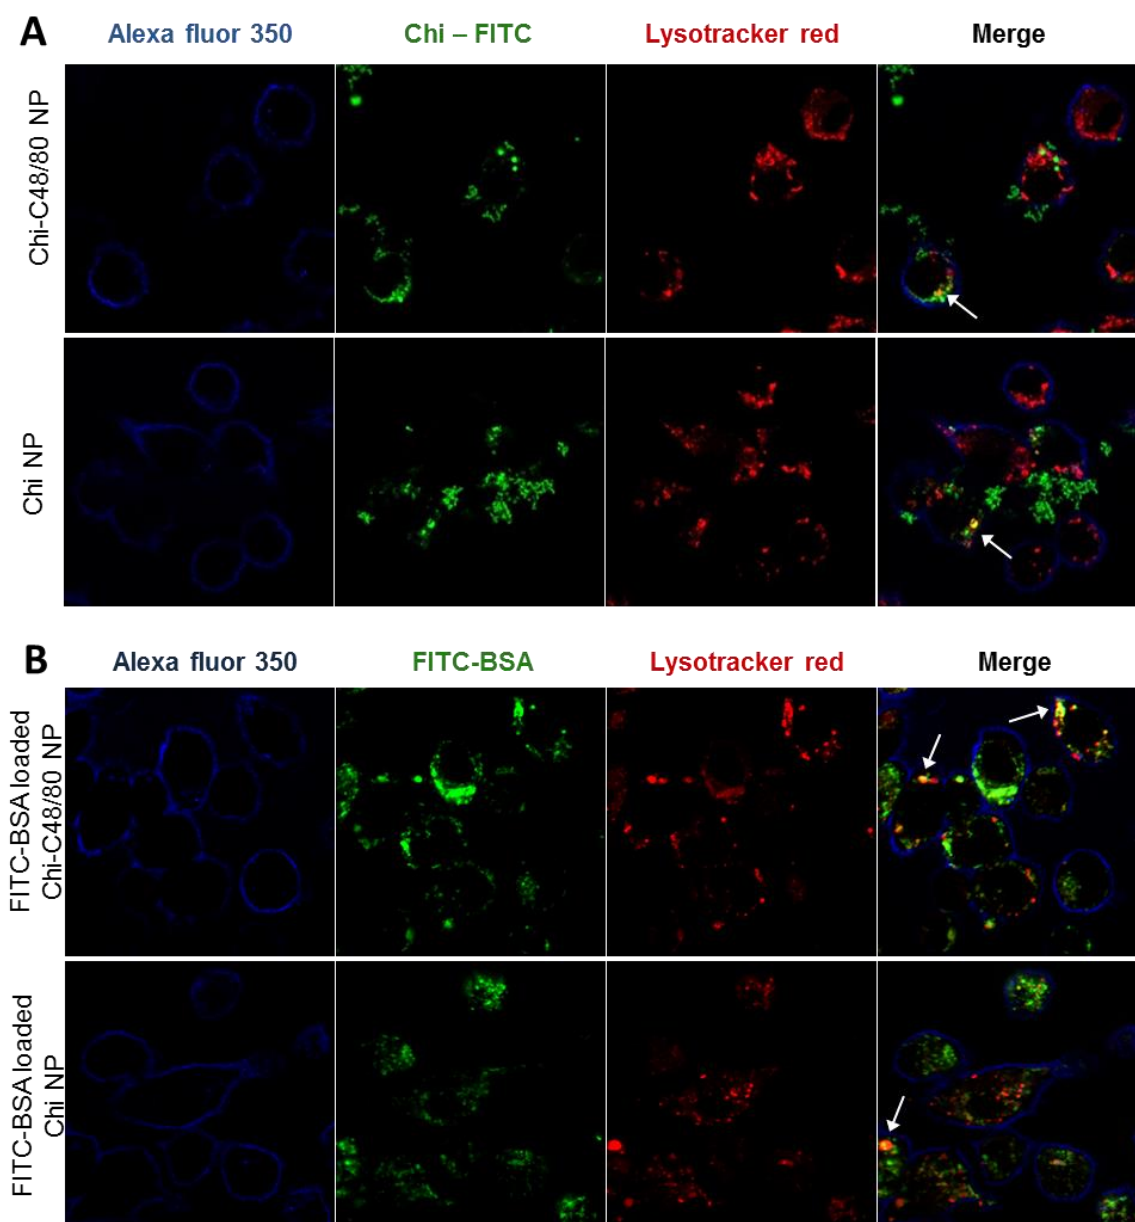 A
Alexa fluor 350
Chi – FITC
Lysotracker red
Merge
Chi-C48/80 NP
Chi NP
B
Alexa fluor 350
FITC-BSA
Lysotracker red
Merge
FITC-BSA loaded
Chi-C48/80 NP
FITC-BSA loaded
Chi NP